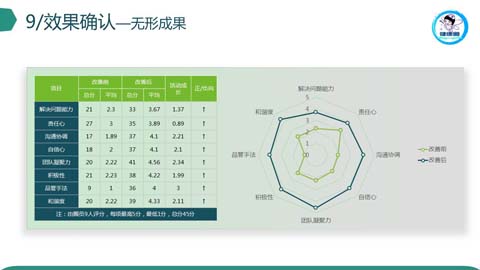 9/效果确认—无形成果
项目 改善前 改善后 活动成长 正/负向
总分 平均 总分 平均
解决问题能力 21 2.3 33 3.67 1.37 ↑
责任心 27 3 35 3.89 0.89 ↑
沟通协调 17 1.89 37 4.1 2.21 ↑
自信心 18 2 37 4.1 2.1 ↑
团队凝聚力 20 2.22 41 4.56 2.34 ↑
积极性 21 2.23 38 4.22 1.99 ↑
品管手法 9 1 36 4 3 ↑
和谐度 20 2.22 39 4.33 2.11 ↑
注：由圈员9人评分，每项最高5分，最低1分，总分45分
解决问题能力
责任心
沟通协调
自信心
团队凝聚力
积极性
品管手法
和谐度
5
4
3
2
1
0
改善前
改善后